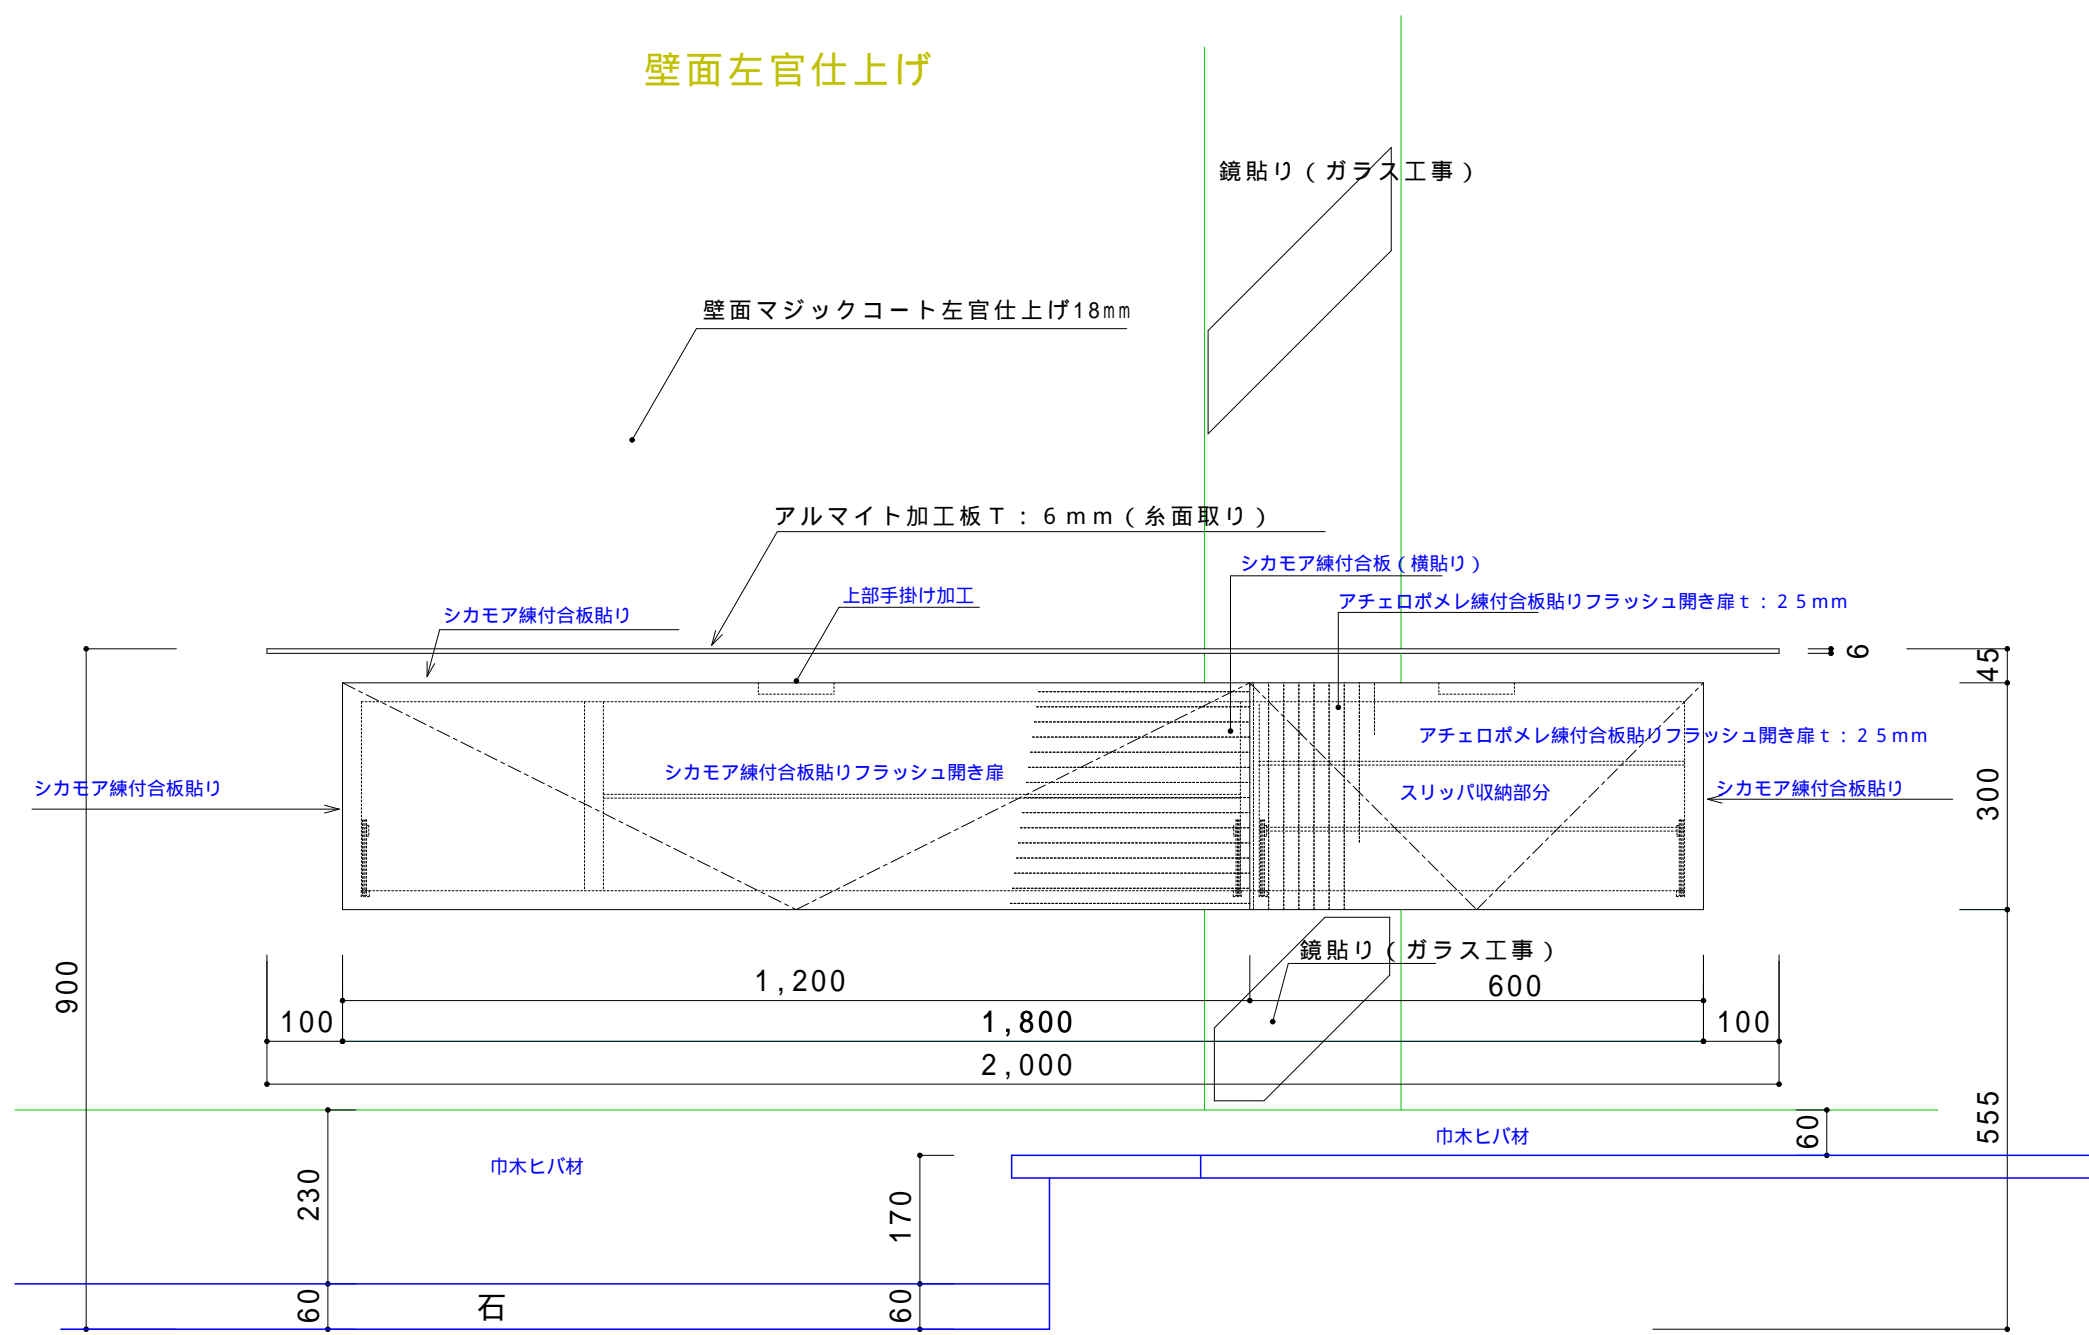 壁面左官仕上げ
鏡貼り（ガラス工事）
壁面マジックコート左官仕上げ18mm
アルマイト加工板Ｔ：６ｍｍ（糸面取り）
シカモア練付合板（横貼り）
上部手掛け加工
アチェロポメレ練付合板貼りフラッシュ開き扉ｔ：２５ｍｍ
シカモア練付合板貼り
6
45
アチェロポメレ練付合板貼りフラッシュ開き扉ｔ：２５ｍｍ
シカモア練付合板貼りフラッシュ開き扉
シカモア練付合板貼り
スリッパ収納部分
シカモア練付合板貼り
300
鏡貼り（ガラス工事）
900
1,200
600
100
1,800
100
2,000
555
60
巾木ヒバ材
巾木ヒバ材
230
170
60
石
60